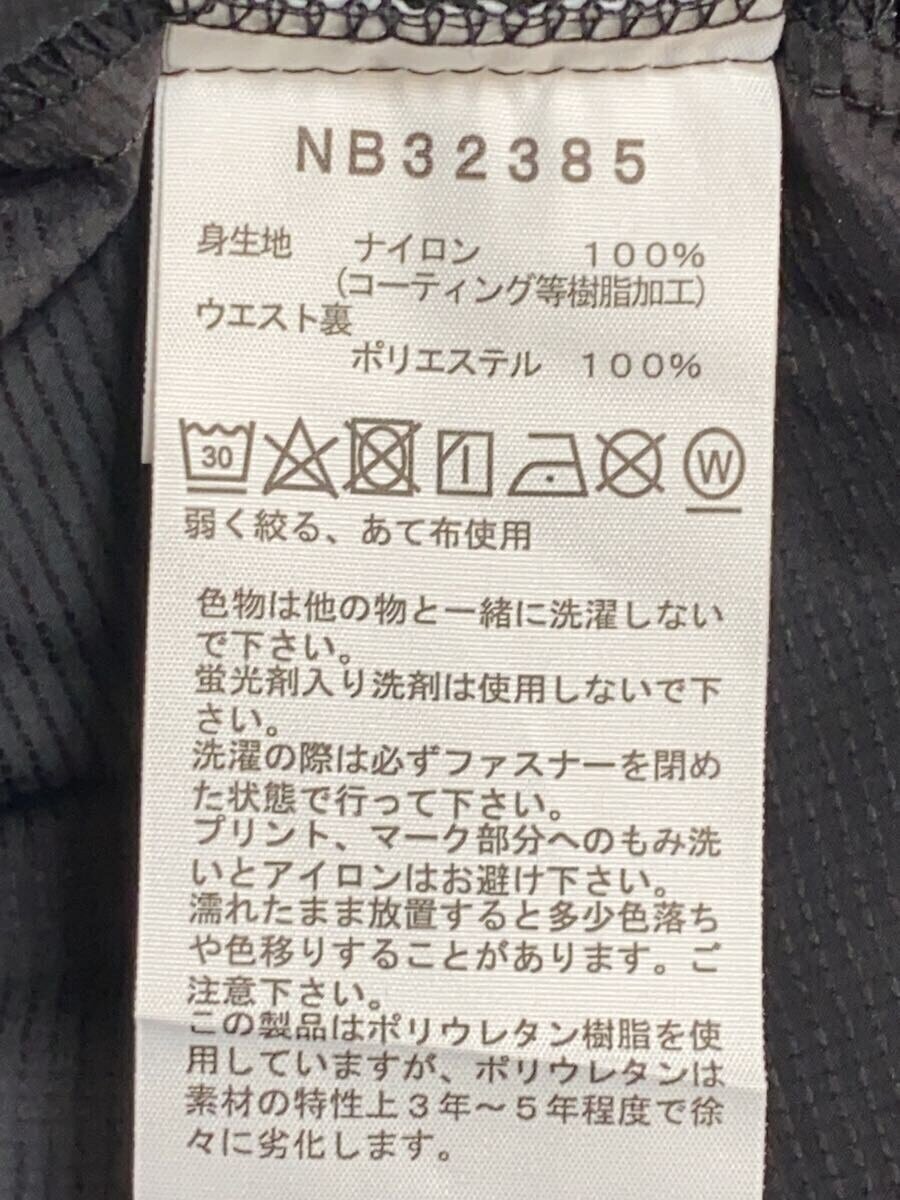 NB32385
身生地 ナイロン 100%
(コーティング等樹脂加工)
ウエスト裏
ポリエステル 100%
30 W
弱く絞る、あて布使用
色物は他の物と一緒に洗濯しない
で下さい。
蛍光剤入り洗剤は使用しないで下
さい。
洗濯の際は必ずファスナーを閉め
た状態で行って下さい。
プリント、マーク部分へのもみ洗
いとアイロンはお避け下さい。
濡れたまま放置すると多少色落ち
や色移りすることがあります。ご
注意下さい。
この製品はポリウレタン樹脂を使
用していますが、ポリウレタンは
素材の特性上3年～5年程度で徐
々に劣化します。